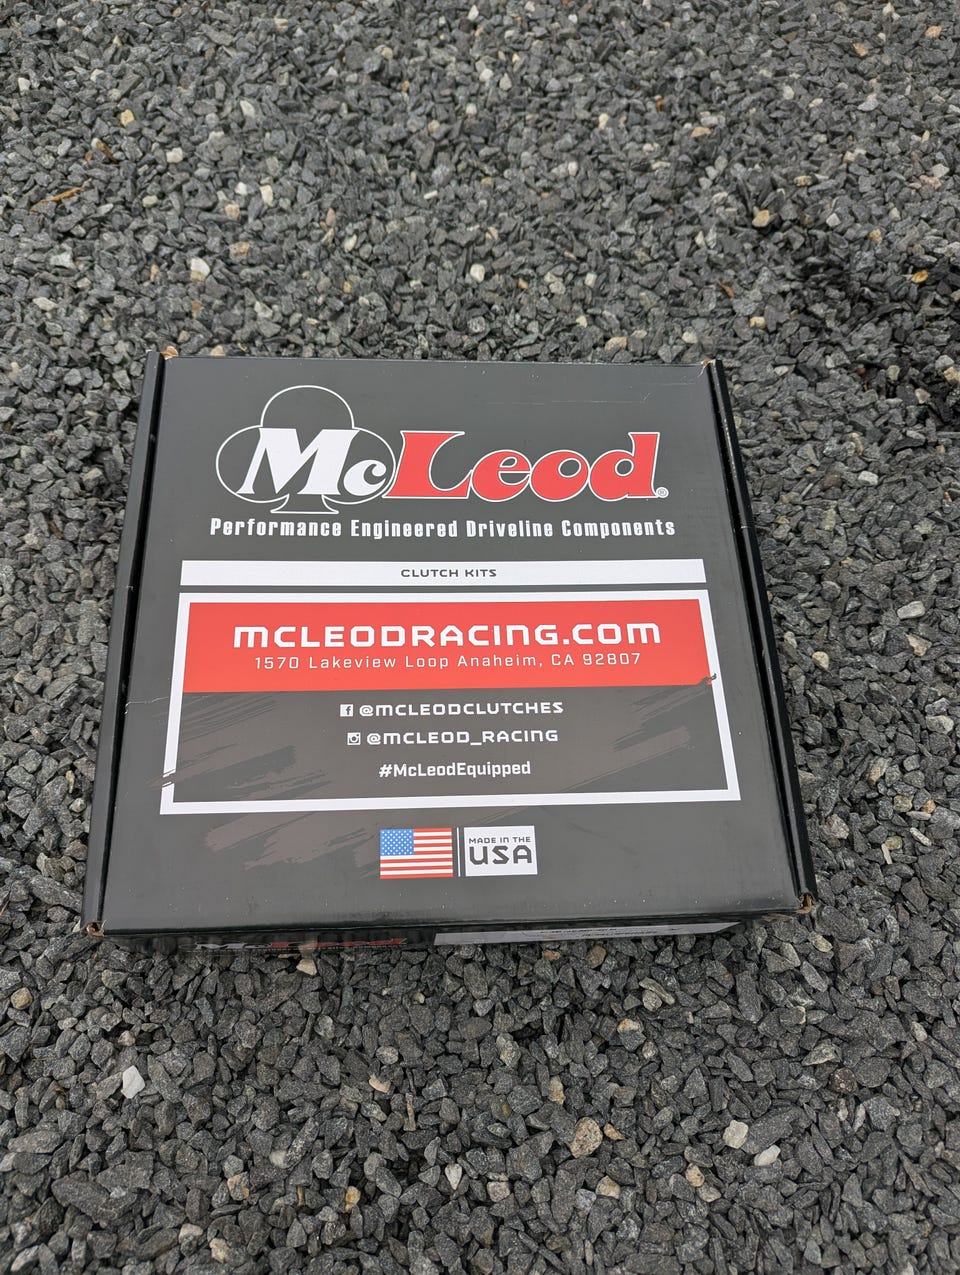 McLeod®
Performance Engineered Driveline Components
CLUTCH KITS
MCLEODRACING.COM
1570 Lakeview Loop Anaheim, CA 92807
@MCLEODCLUTCHES
@MCLEOD_RACING
#McLeodEquipped
MADE IN THE
USA
McLeod